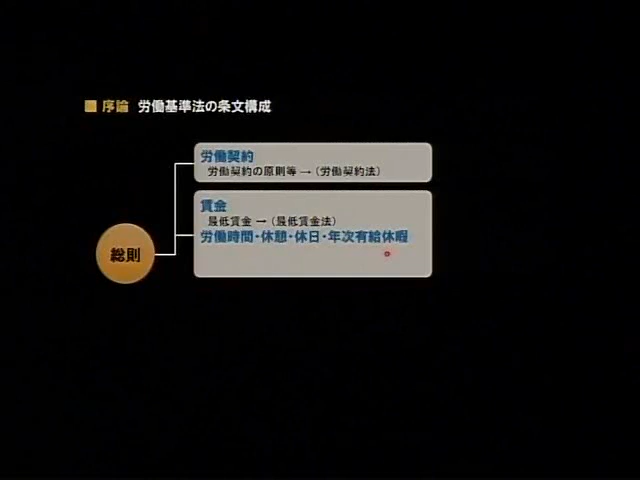 序論 労働基準法の条文構成
労働契約
労働契約の原則等 → (労働契約法)
賃金
最低賃金 → (最低賃金法)
労働時間・休憩・休日・年次有給休暇
総則